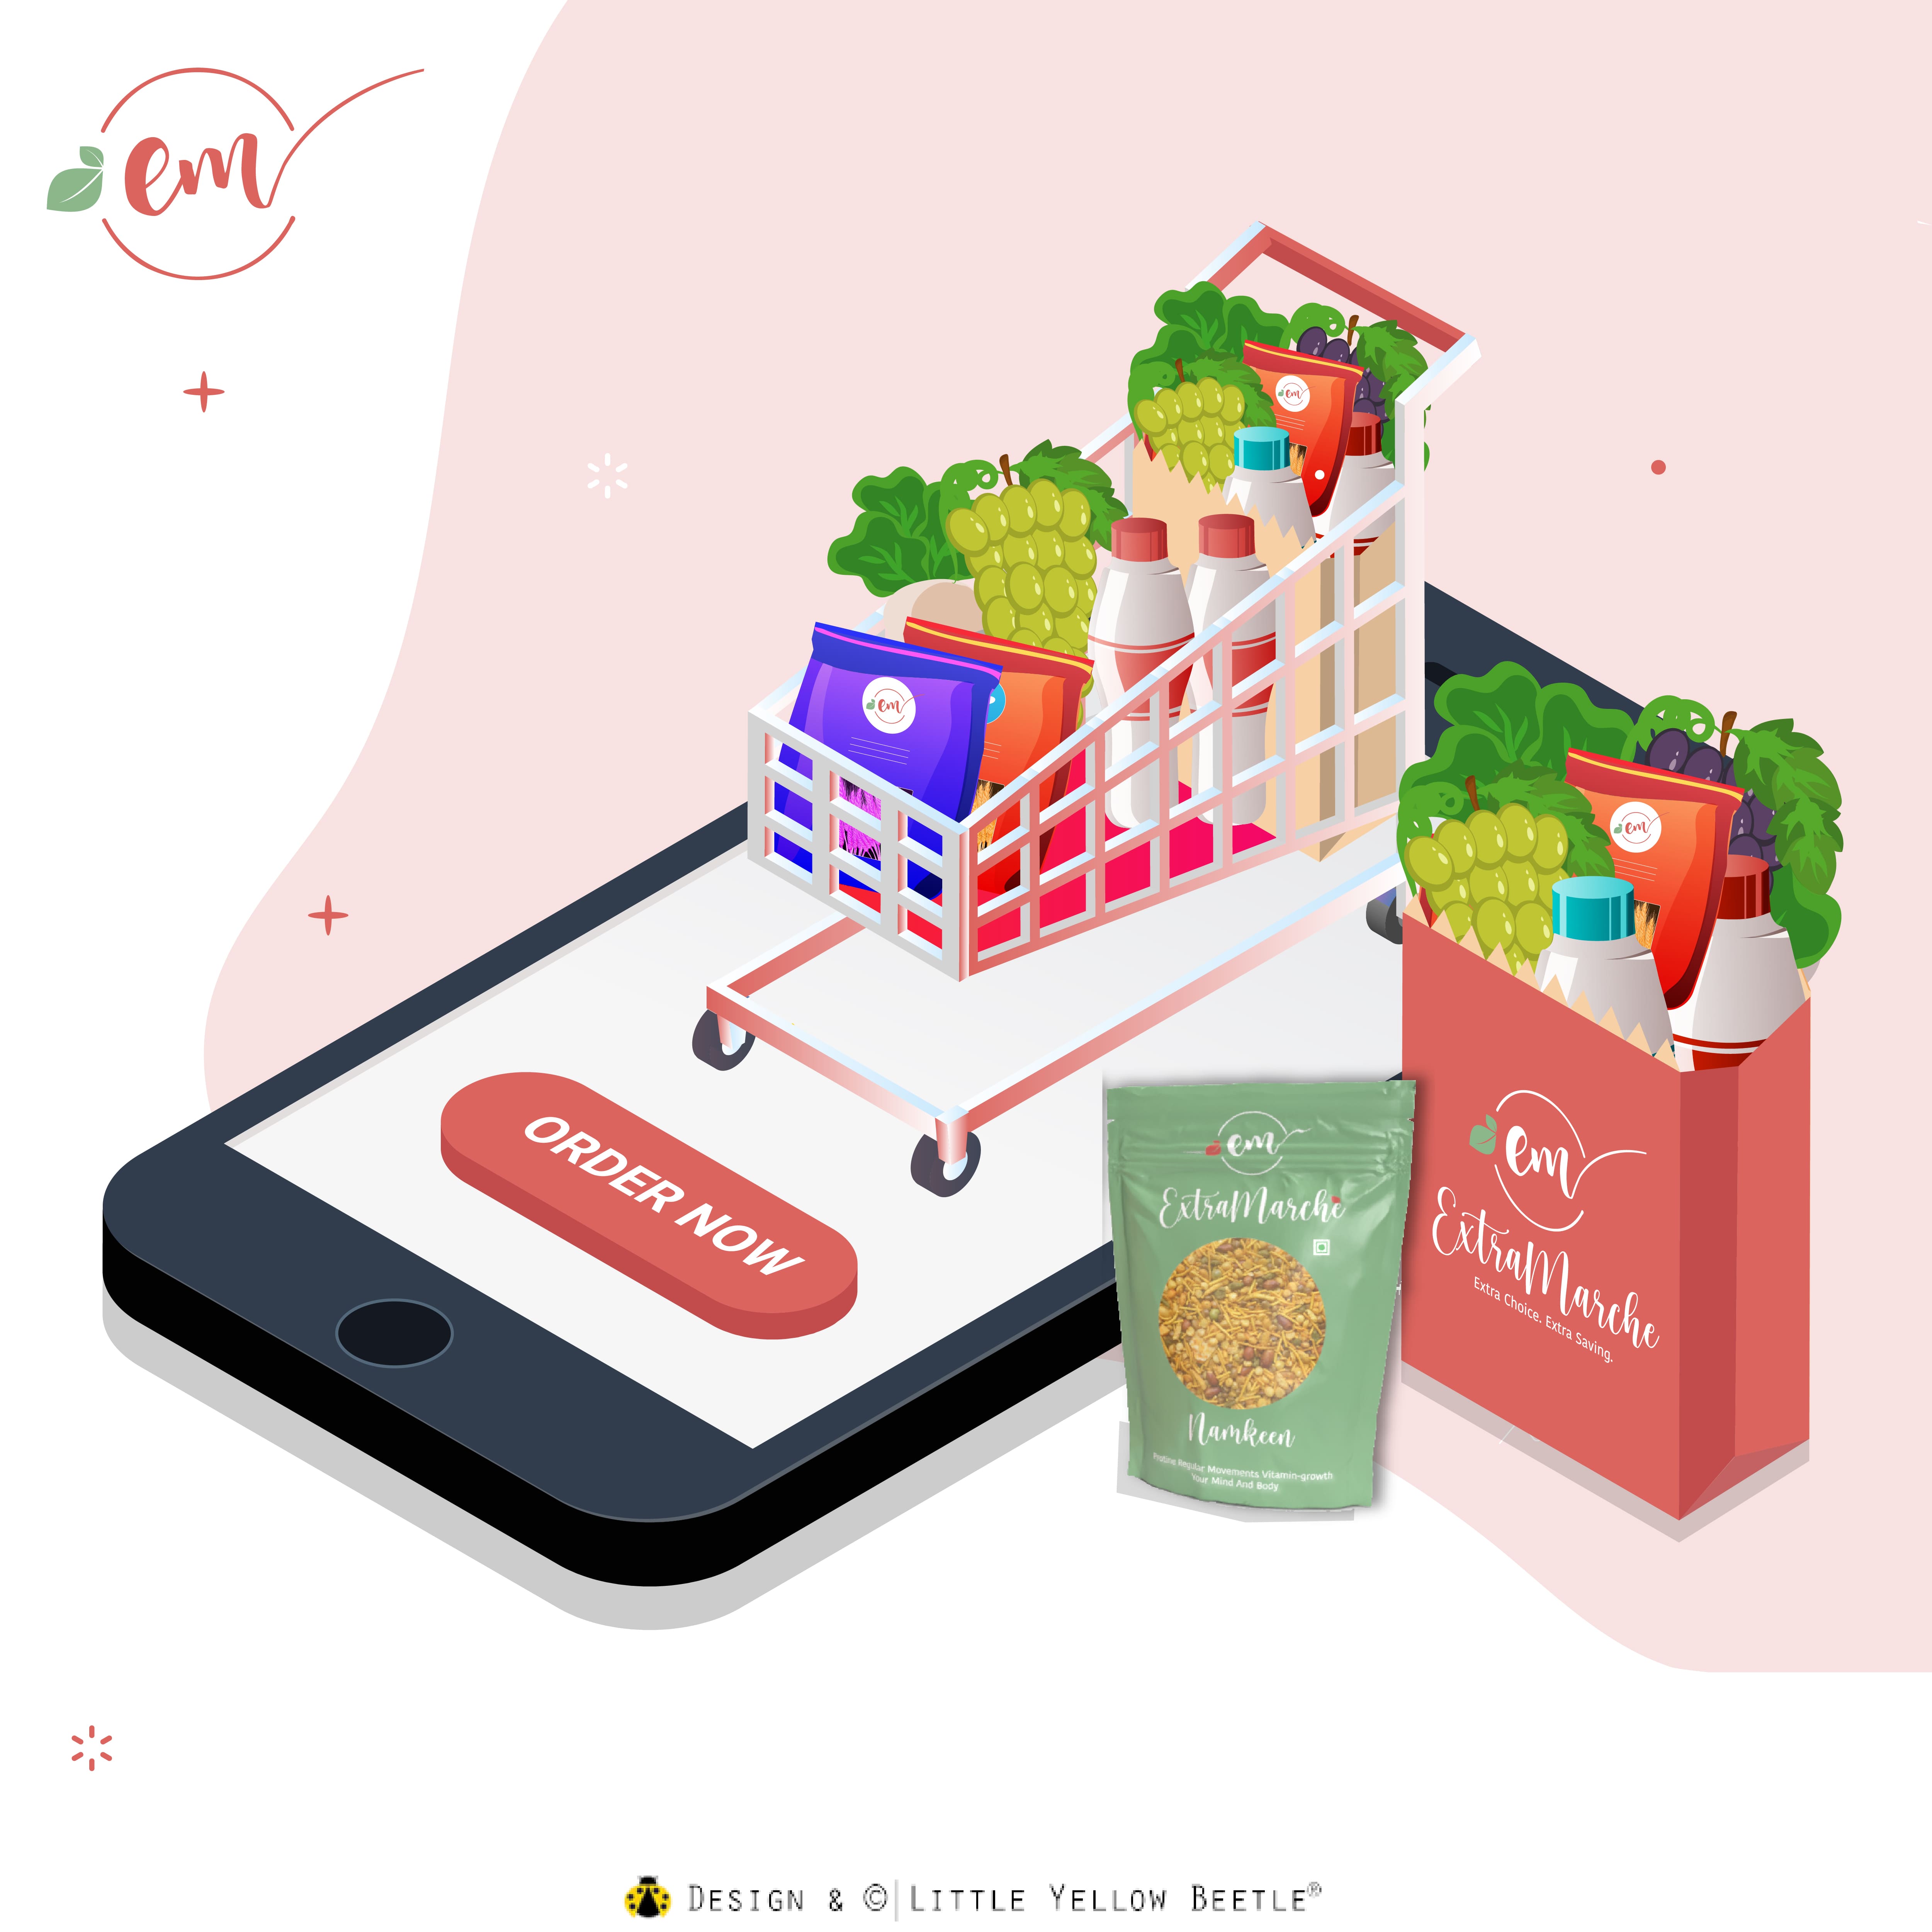 em
em
em
em
ORDER NOW
em
ExtraMarche
Namkeen
Protine Regular Movements Vitamin-growth
Your Mind And Body
em
ExtraMarche
Extra Choice. Extra Saving.
DESIGN & © LITTLE YELLOW BEETLE®